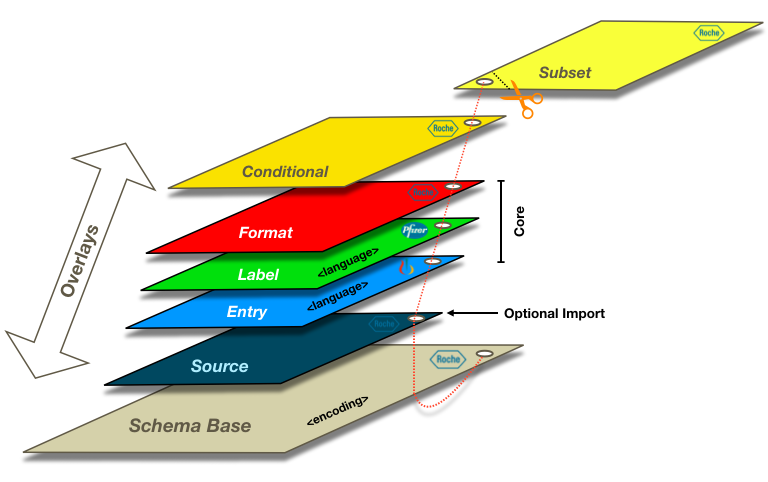 Roche
Subset
Roche
Conditional
Roche
Format
Core
Pfizer
Label
<language>
Entry
<language>
Overlays
Roche
Optional Import
Source
Roche
Schema Base
<encoding>